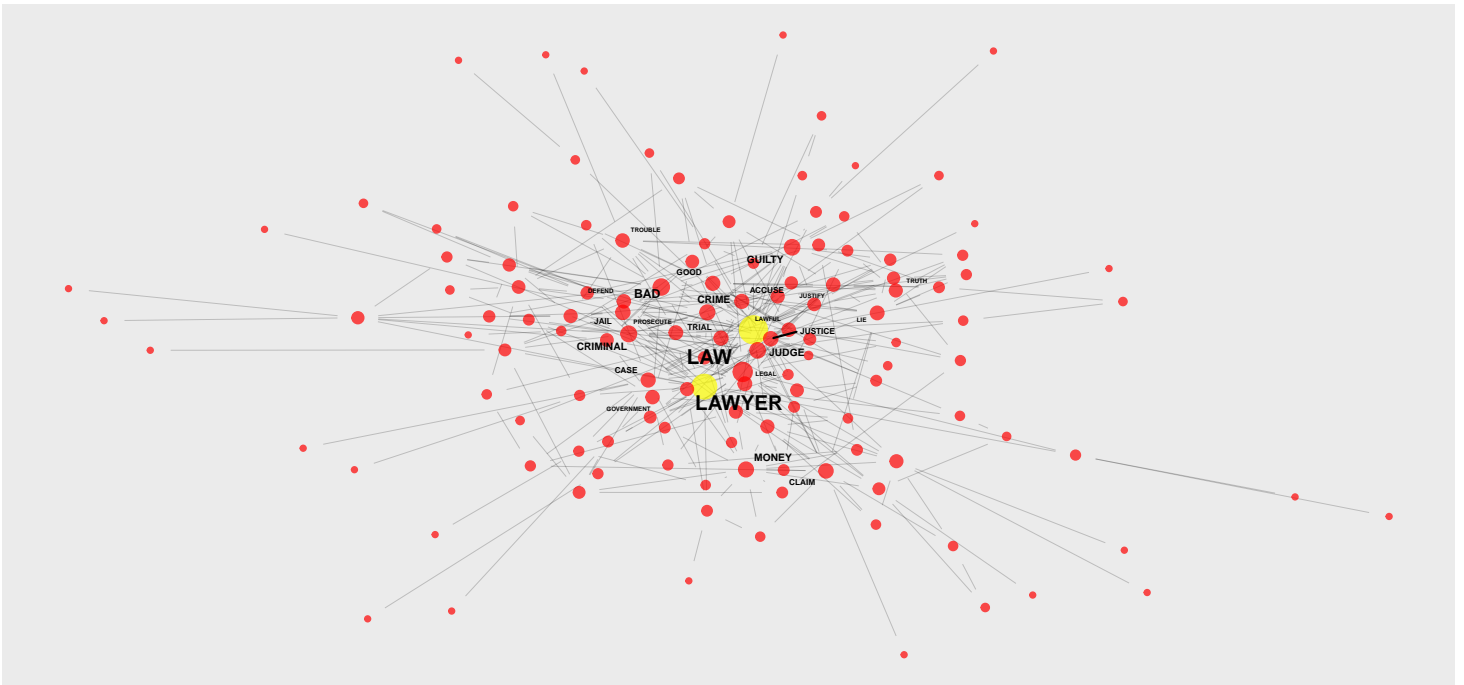 TROUBLE
GUILTY
GOOD
TRUTH
DEFEND
BAD
ACCUSE
JUSTIFY
CRIME
JAIL
PROSECUTE
TRIAL
LAWFUL
LIE
JUSTICE
CRIMINAL
LAW
JUDGE
CASE
LEGAL
LAWYER
GOVERNMENT
MONEY
CLAIM